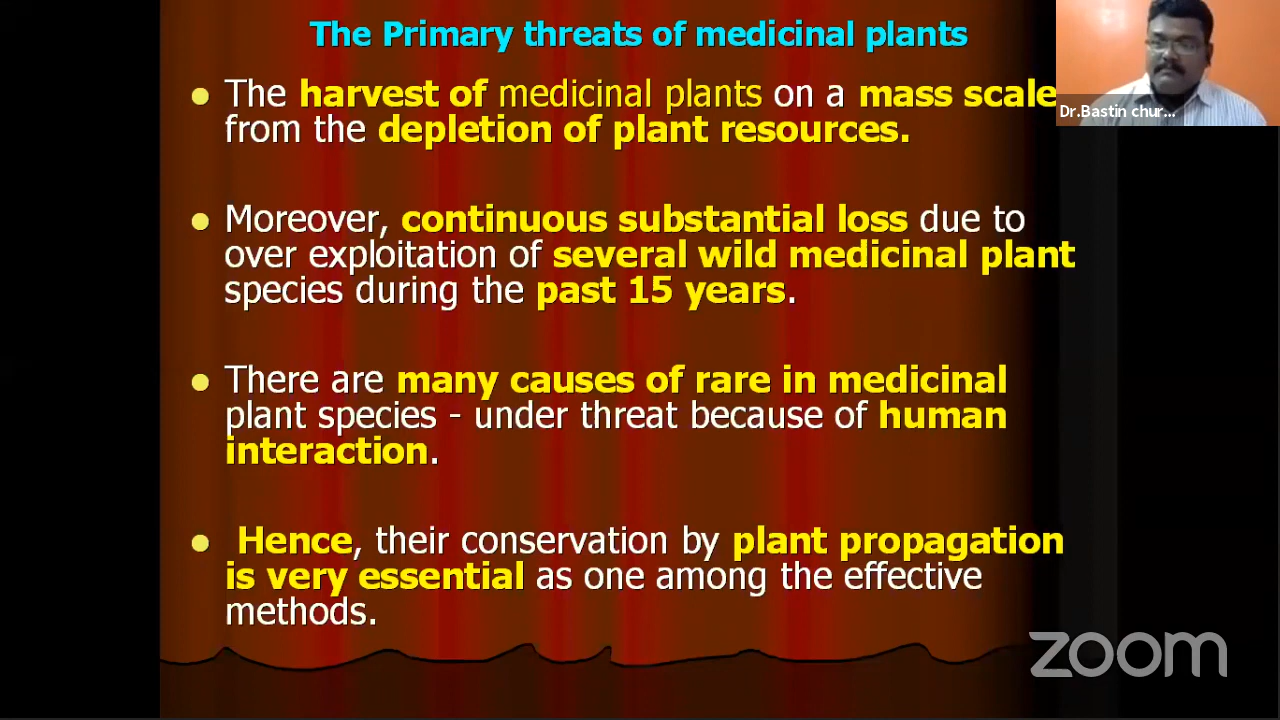 The Primary threats of medicinal plants
The harvest of medicinal plants on a mass scale
from the depletion of plant resources.
Moreover, continuous substantial loss due to
over exploitation of several wild medicinal plant
species during the past 15 years.
There are many causes of rare in medicinal
plant species - under threat because of human
interaction.
Hence, their conservation by plant propagation
is very essential as one among the effective
methods.
Dr.Bastin chur...
zoom